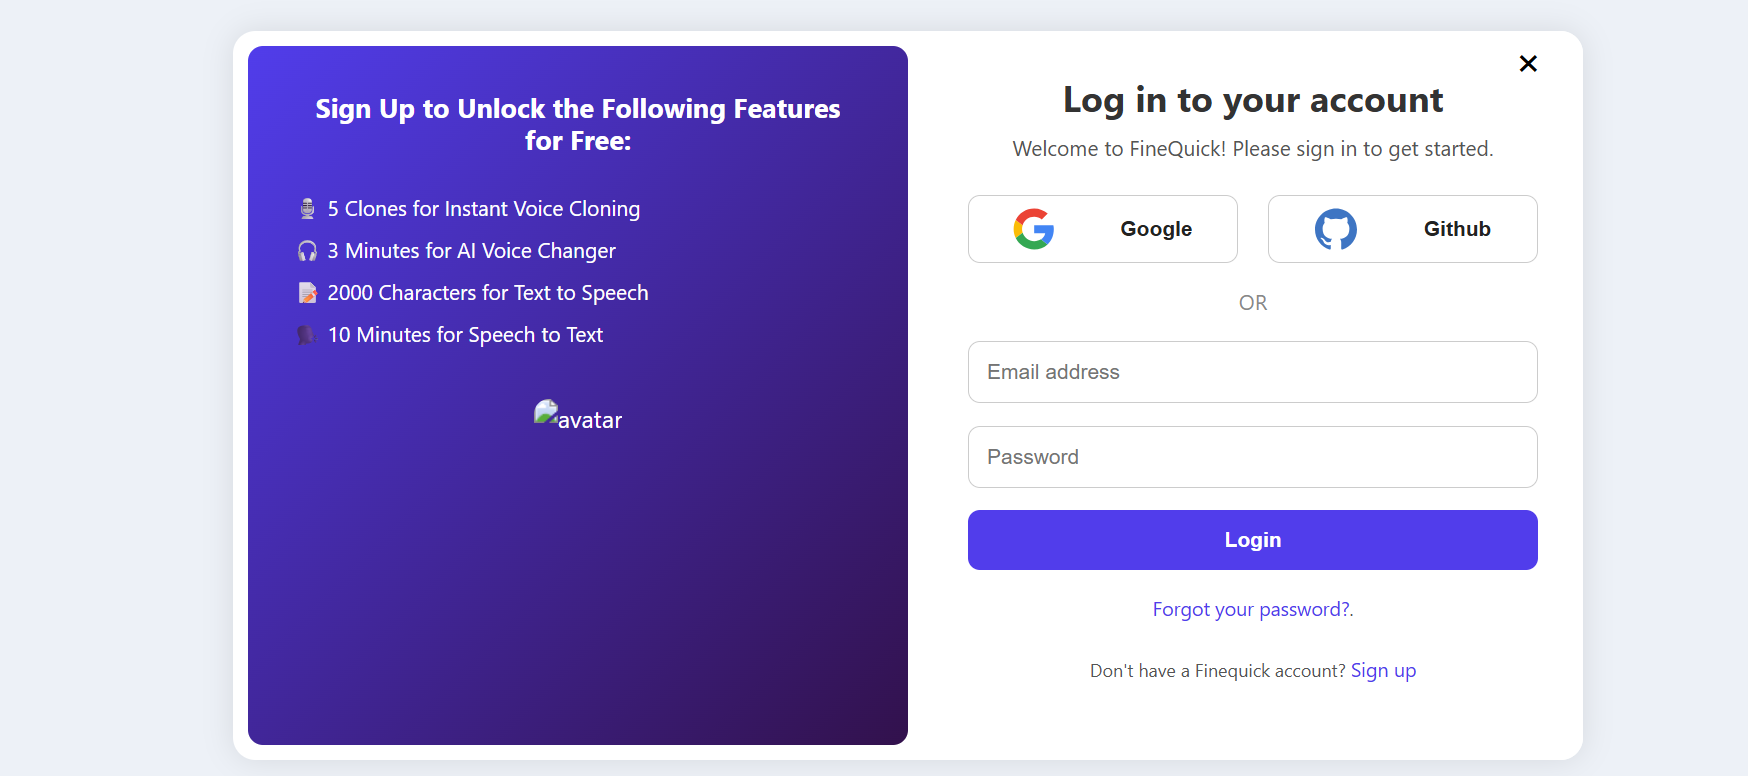 Sign Up to Unlock the Following Features
for Free:
5 Clones for Instant Voice Cloning
3 Minutes for AI Voice Changer
2000 Characters for Text to Speech
10 Minutes for Speech to Text
avatar
Log in to your account
Welcome to FineQuick! Please sign in to get started.
Google
Github
OR
Email address
Password
Login
Forgot your password?.
Don't have a Finequick account? Sign up